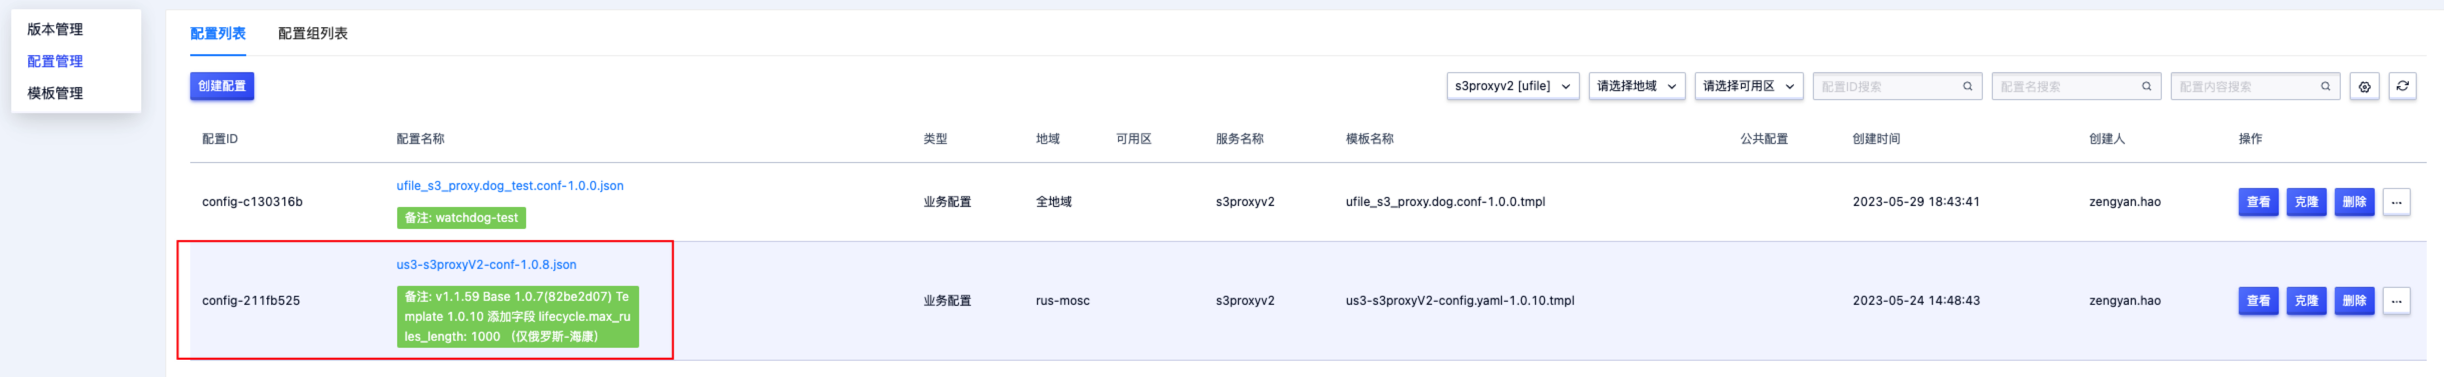 版本管理
配置管理
模板管理
配置列表 配置组列表
创建配置 s3proxyv2 [ufile] 请选择地域 请选择可用区 配置ID搜索 配置名搜索 配置内容搜索
配置ID 配置名称 类型 地域 可用区 服务名称 模板名称 公共配置 创建时间 创建人 操作
ufile_s3_proxy.dog_test.conf-1.0.0.json
config-c130316b 业务配置 全地域 s3proxyv2 ufile_s3_proxy.dog.conf-1.0.0.tmpl 2023-05-29 18:43:41 zengyan.hao 查看 克隆 删除 ...
备注: watchdog-test
us3-s3proxyV2-conf-1.0.8.json
备注: v1.1.59 Base 1.0.7(82be2d07) Te
config-211fb525 业务配置 rus-mosc s3proxyv2 us3-s3proxyV2-config.yaml-1.0.10.tmpl 2023-05-24 14:48:43 zengyan.hao 查看 克隆 删除 ...
mplate 1.0.10 添加字段 lifecycle.max_ru
les_length: 1000 （仅俄罗斯-海康）